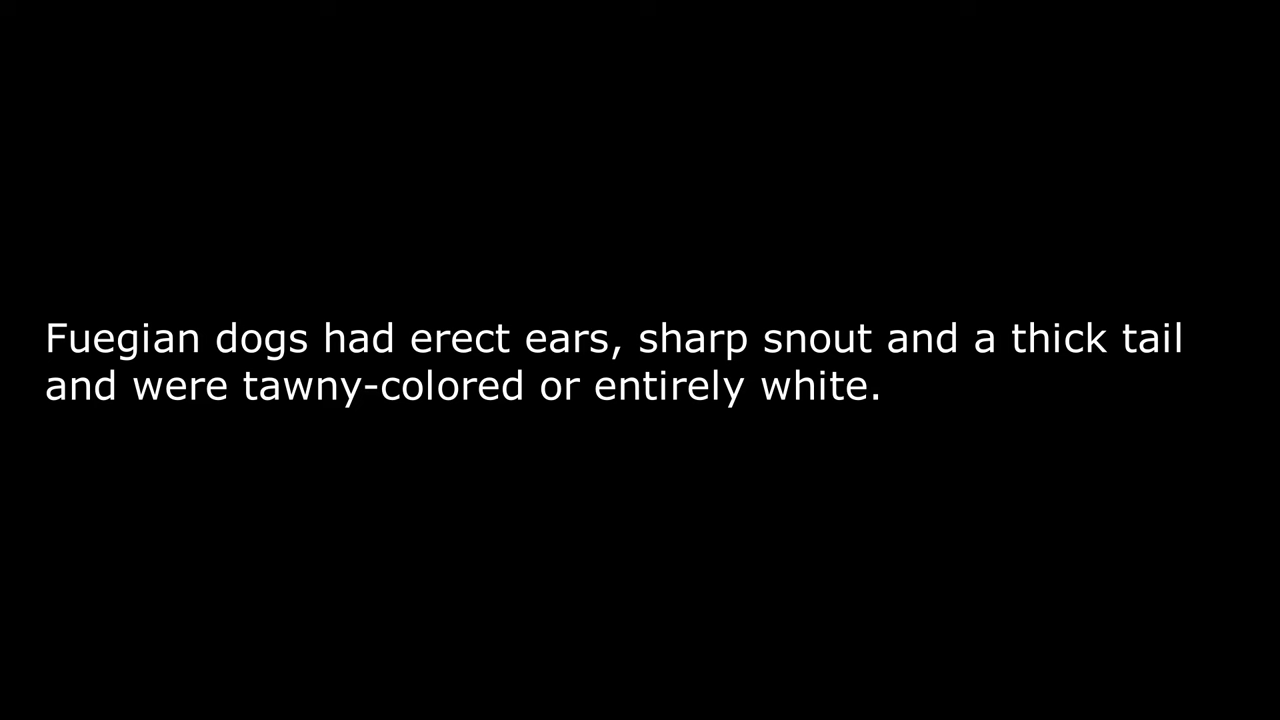 Fuegian dogs had erect ears, sharp snout and a thick tail
and were tawny-colored or entirely white.